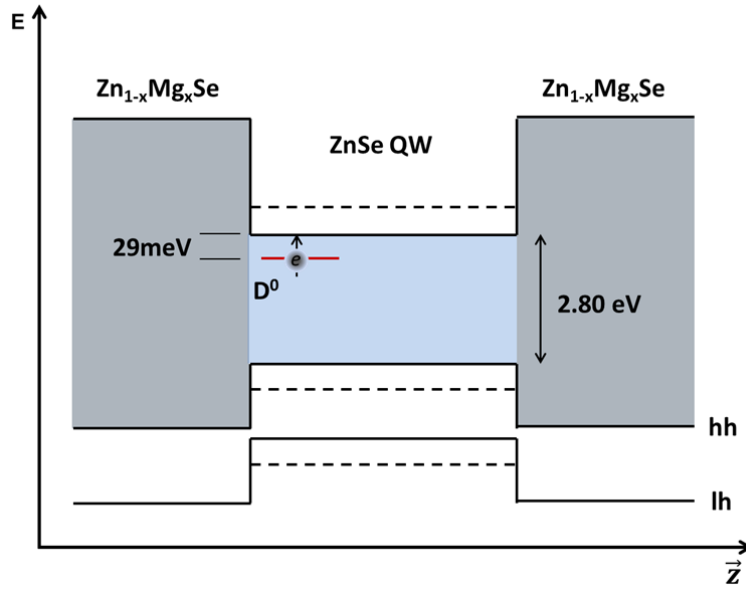 E
Zn₁₋ₓMgₓSe
Zn₁₋ₓMgₓSe
ZnSe QW
29meV
e
D⁰
2.80 eV
hh
lh
z⃗